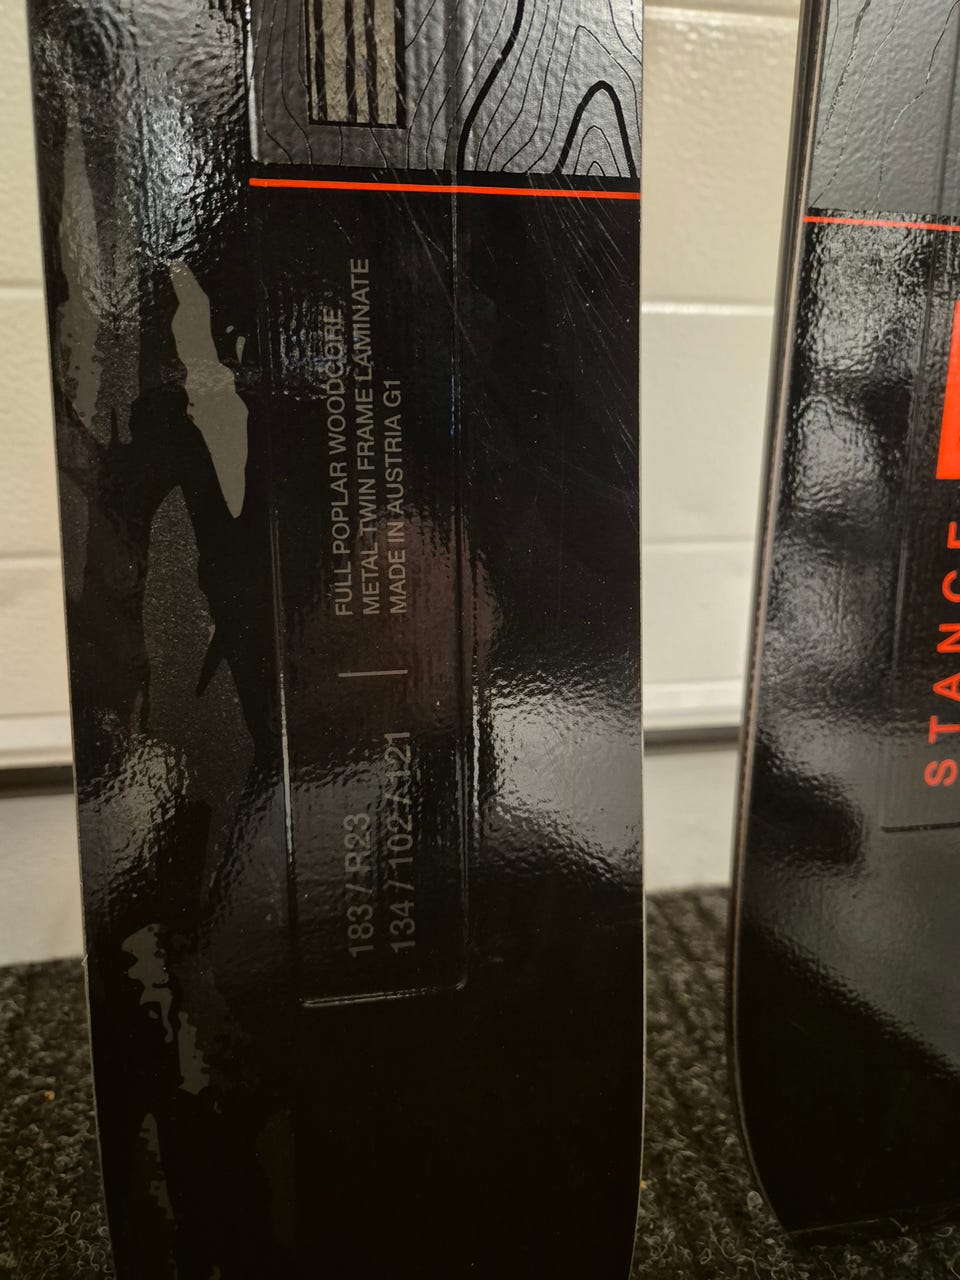 FULL POPLAR WOODCORE
METAL TWIN FRAME LAMINATE
MADE IN AUSTRIA G1
183 / R23
134 / 102 / 121
STANCE